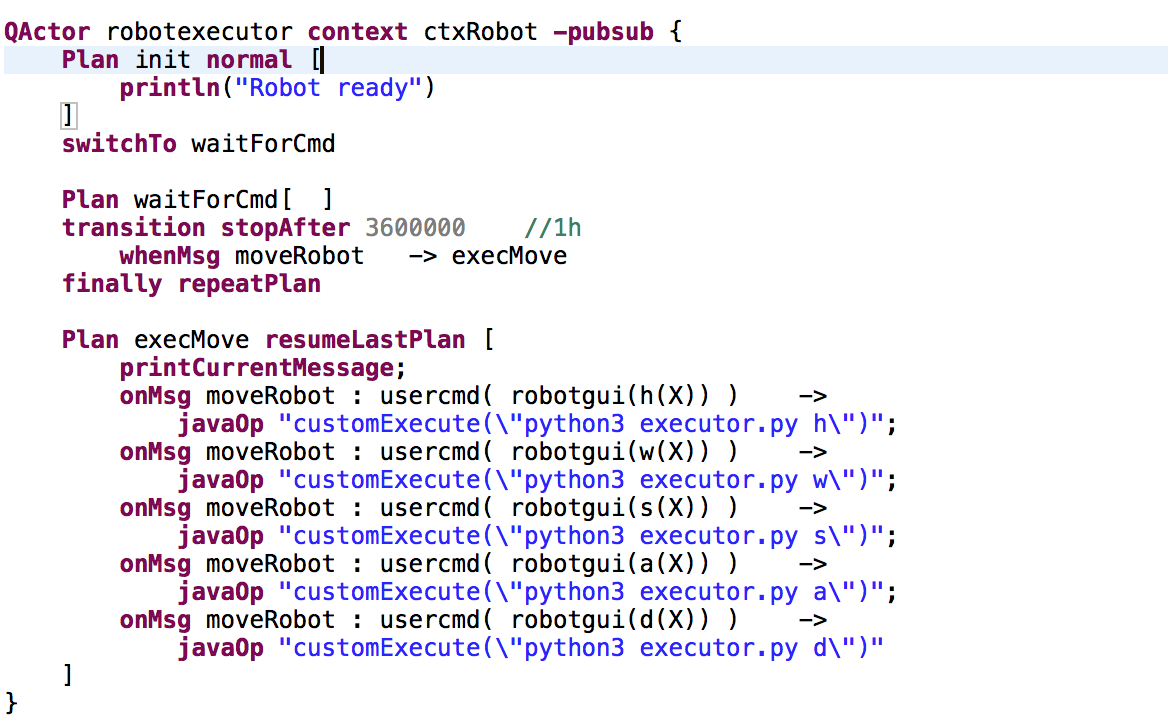 QActor robotexecutor context ctxRobot -pubsub {
    Plan init normal [
        println("Robot ready")
    ]
    switchTo waitForCmd

    Plan waitForCmd[  ]
    transition stopAfter 3600000    //1h
        whenMsg moveRobot   -> execMove
    finally repeatPlan

    Plan execMove resumeLastPlan [
        printCurrentMessage;
        onMsg moveRobot : usercmd( robotgui(h(X)) )    ->
            javaOp "customExecute(\"python3 executor.py h\")";
        onMsg moveRobot : usercmd( robotgui(w(X)) )    ->
            javaOp "customExecute(\"python3 executor.py w\")";
        onMsg moveRobot : usercmd( robotgui(s(X)) )    ->
            javaOp "customExecute(\"python3 executor.py s\")";
        onMsg moveRobot : usercmd( robotgui(a(X)) )    ->
            javaOp "customExecute(\"python3 executor.py a\")";
        onMsg moveRobot : usercmd( robotgui(d(X)) )    ->
            javaOp "customExecute(\"python3 executor.py d\")"
    ]
}